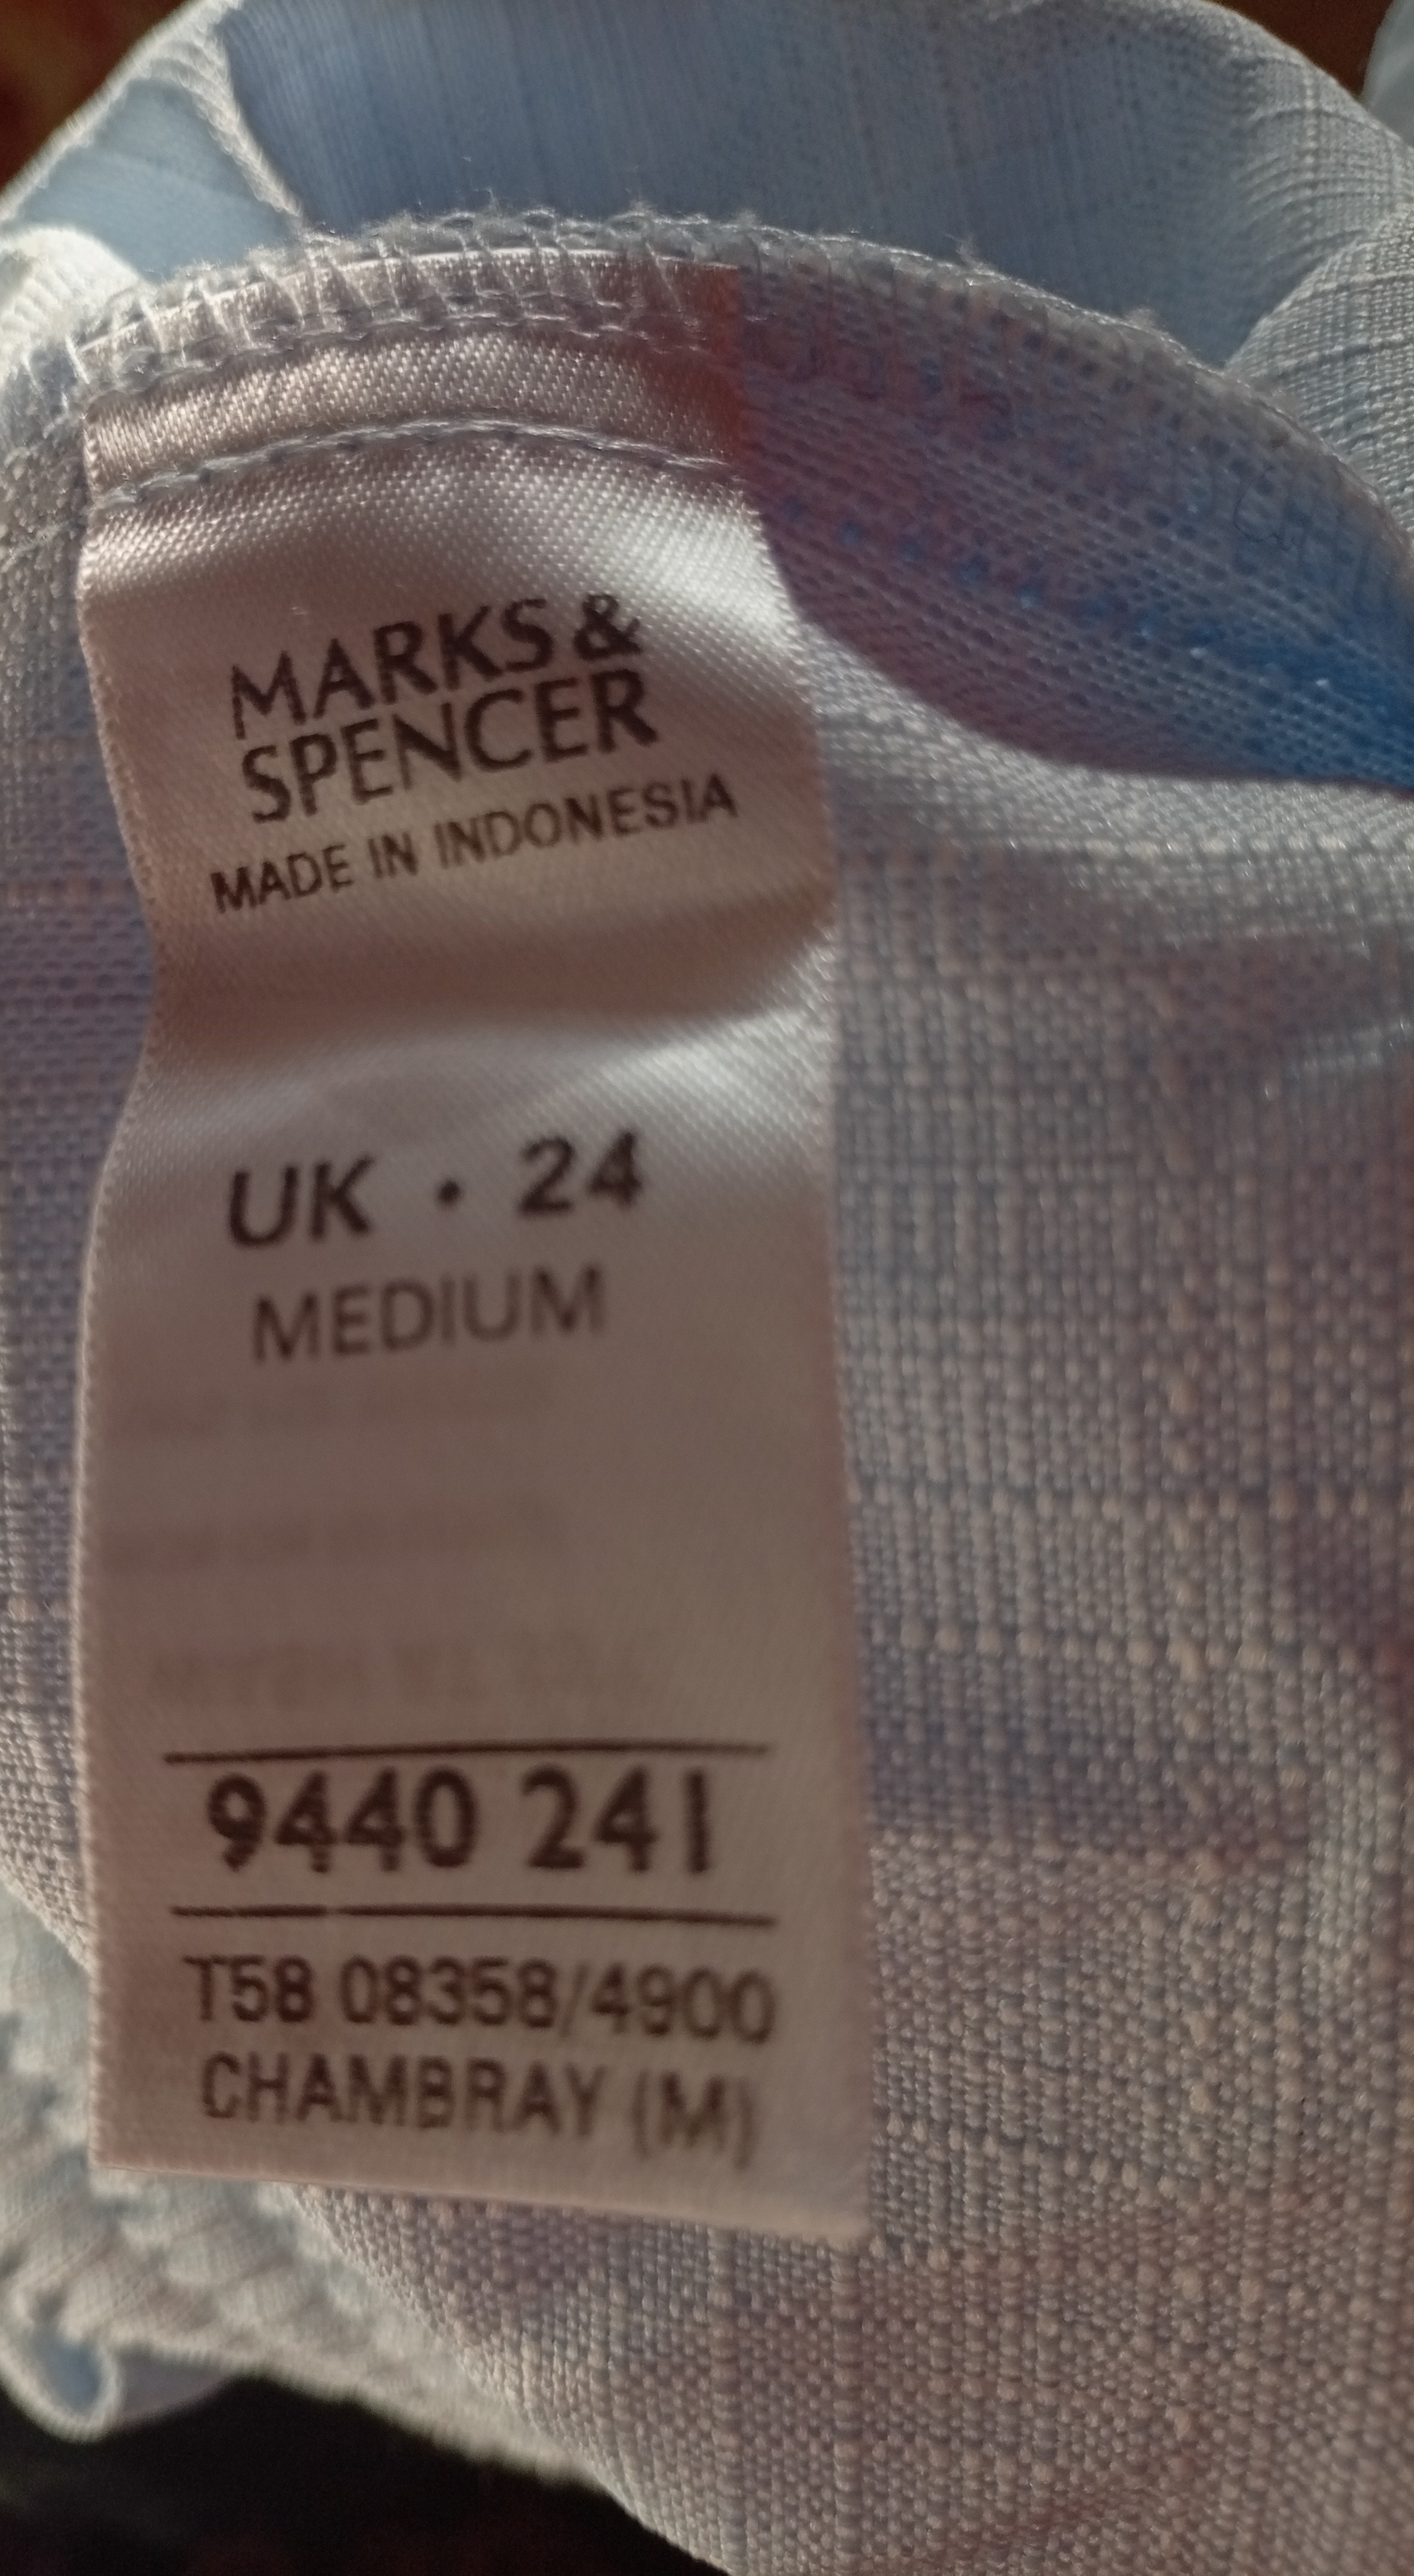 MARKS &
SPENCER
MADE IN INDONESIA
UK • 24
MEDIUM
9440 241
T58 08358/4900
CHAMBRAY (M)